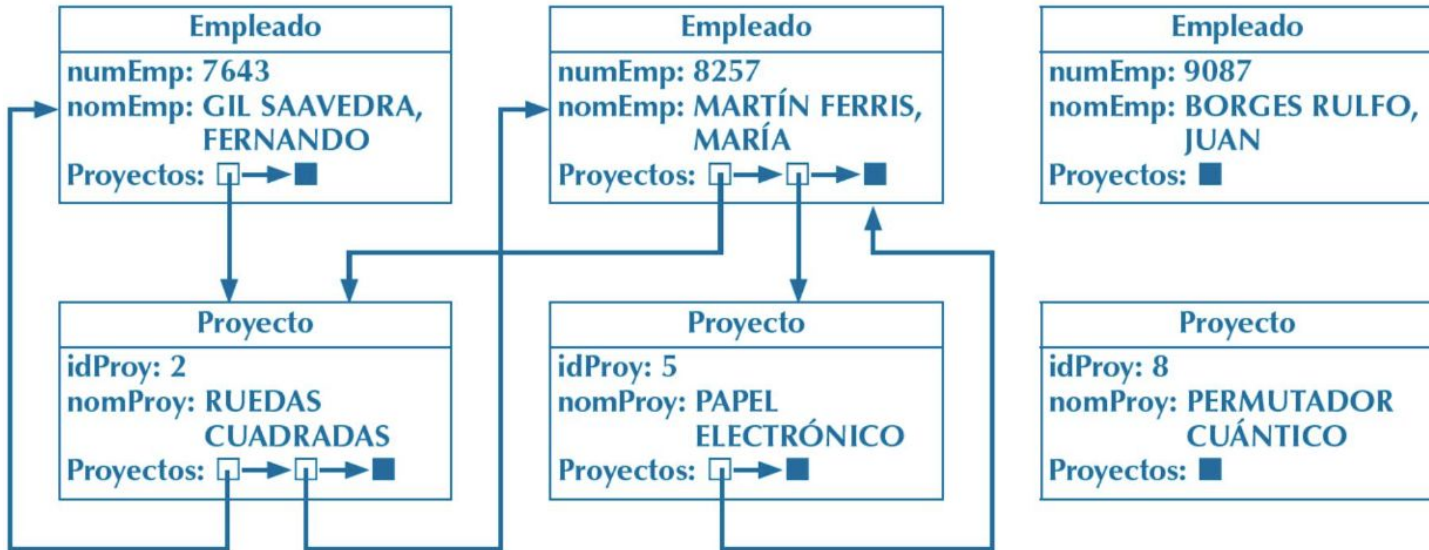 Empleado
numEmp: 7643
nomEmp: GIL SAAVEDRA,
FERNANDO
Proyectos:
Empleado
numEmp: 8257
nomEmp: MARTÍN FERRIS,
MARÍA
Proyectos:
Empleado
numEmp: 9087
nomEmp: BORGES RULFO,
JUAN
Proyectos:
Proyecto
idProy: 2
nomProy: RUEDAS
CUADRADAS
Proyectos:
Proyecto
idProy: 5
nomProy: PAPEL
ELECTRÓNICO
Proyectos:
Proyecto
idProy: 8
nomProy: PERMUTADOR
CUÁNTICO
Proyectos: